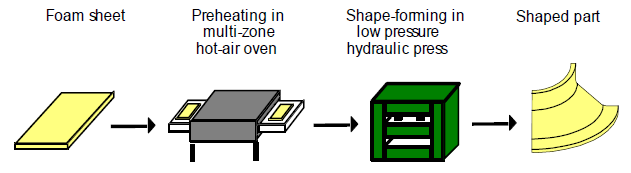 Foam sheet
Preheating in
multi-zone
hot-air oven
Shape-forming in
low pressure
hydraulic press
Shaped part